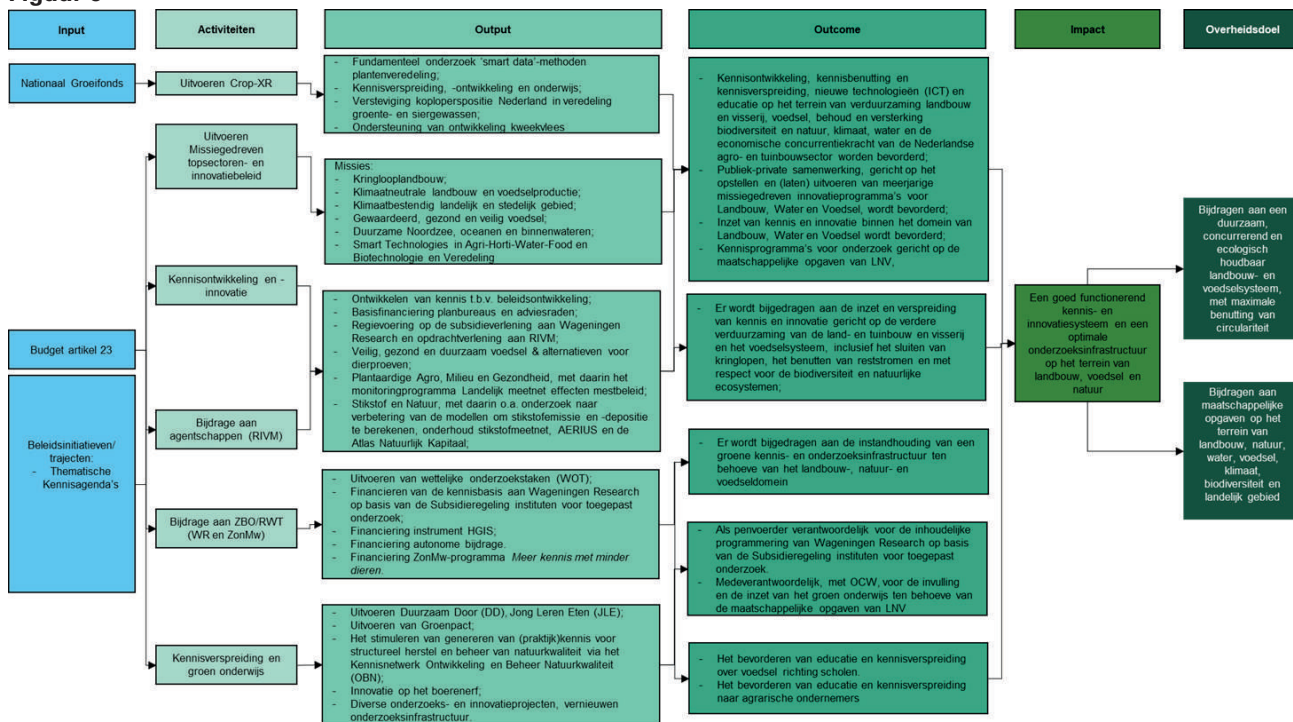 Input
Activiteiten
Output
Outcome
Impact
Overheidsdoel
Nationaal Groeifonds
Budget artikel 23
Beleidsinitiatieven/
trajecten:
- Thematische
Kennisagenda's
Uitvoeren Crop-XR
Uitvoeren
Missiegedreven
topsectoren- en
innovatiebeleid
Kennisontwikkeling en -
innovatie
Bijdrage aan
agentschappen (RIVM)
Bijdrage aan ZBO/RWT
(WR en ZonMw)
Kennisverspreiding en
groen onderwijs
- Fundamenteel onderzoek 'smart data'-methoden
plantenveredeling;
- Kennisverspreiding, -ontwikkeling en onderwijs;
- Versteviging koploperspositie Nederland in veredeling
groente- en siergewassen;
- Ondersteuning van ontwikkeling kweekvlees
Missies:
- Kringlooplandbouw;
- Klimaatneutrale landbouw en voedselproductie;
- Klimaatbestendig landelijk en stedelijk gebied;
- Gewaardeerd, gezond en veilig voedsel;
- Duurzame Noordzee, oceanen en binnenwateren;
- Smart Technologies in Agri-Horti-Water-Food en
Biotechnologie en Veredeling
- Ontwikkelen van kennis t.b.v. beleidsontwikkeling;
- Basisfinanciering planbureaus en adviesraden;
- Regievoering op de subsidieverlening aan Wageningen
Research en opdrachtverlening aan RIVM;
- Veilig, gezond en duurzaam voedsel & alternatieven voor
dierproeven;
- Plantaardige Agro, Milieu en Gezondheid, met daarin het
monitoringprogramma Landelijk meetnet effecten mestbeleid;
- Stikstof en Natuur, met daarin o.a. onderzoek naar
verbetering van de modellen om stikstofemissie en -depositie
te berekenen, onderhoud stikstofmeetnet, AERIUS en de
Atlas Natuurlijk Kapitaal;
- Uitvoeren van wettelijke onderzoekstaken (WOT);
- Financieren van de kennisbasis aan Wageningen Research
op basis van de Subsidieregeling instituten voor toegepast
onderzoek;
- Financiering instrument HGIS;
- Financiering autonome bijdrage.
- Financiering ZonMw-programma Meer kennis met minder
dieren.
- Uitvoeren Duurzaam Door (DD), Jong Leren Eten (JLE);
- Uitvoeren van Groenpact;
- Het stimuleren van genereren van (praktijk)kennis voor
structureel herstel en beheer van natuurkwaliteit via het
Kennisnetwerk Ontwikkeling en Beheer Natuurkwaliteit
(OBN);
- Innovatie op het boerenerf;
- Diverse onderzoeks- en innovatieprojecten, vernieuwen
onderzoeksinfrastructuur.
- Kennisontwikkeling, kennisbenutting en
kennisverspreiding, nieuwe technologieën (ICT) en
educatie op het terrein van verduurzaming landbouw
en visserij, voedsel, behoud en versterking
biodiversiteit en natuur, klimaat, water en de
economische concurrentiekracht van de Nederlandse
agro- en tuinbouwsector worden bevorderd;
- Publiek-private samenwerking, gericht op het
opstellen en (laten) uitvoeren van meerjarige
missiegedreven innovatieprogramma's voor
Landbouw, Water en Voedsel, wordt bevorderd;
- Inzet van kennis en innovatie binnen het domein van
Landbouw, Water en Voedsel wordt bevorderd;
- Kennisprogramma's voor onderzoek gericht op de
maatschappelijke opgaven van LNV,
- Er wordt bijgedragen aan de inzet en verspreiding
van kennis en innovatie gericht op de verdere
verduurzaming van de land- en tuinbouw en visserij
en het voedselsysteem, inclusief het sluiten van
kringlopen, het benutten van reststromen en met
respect voor de biodiversiteit en natuurlijke
ecosystemen;
- Er wordt bijgedragen aan de instandhouding van een
groene kennis- en onderzoeksinfrastructuur ten
behoeve van het landbouw-, natuur- en
voedseldomein
- Als penvoerder verantwoordelijk voor de inhoudelijke
programmering van Wageningen Research op basis
van de Subsidieregeling instituten voor toegepast
onderzoek.
- Medeverantwoordelijk, met OCW, voor de invulling
en de inzet van het groen onderwijs ten behoeve van
de maatschappelijke opgaven van LNV
- Het bevorderen van educatie en kennisverspreiding
over voedsel richting scholen.
- Het bevorderen van educatie en kennisverspreiding
naar agrarische ondernemers
Een goed functionerend
kennis- en
innovatiesysteem en een
optimale
onderzoeksinfrastructuur
op het terrein van
landbouw, voedsel en
natuur
Bijdragen aan een
duurzaam,
concurrerend en
ecologisch
houdbaar
landbouw- en
voedselsysteem,
met maximale
benutting van
circulariteit
Bijdragen aan
maatschappelijke
opgaven op het
terrein van
landbouw, natuur,
water, voedsel,
klimaat,
biodiversiteit en
landelijk gebied